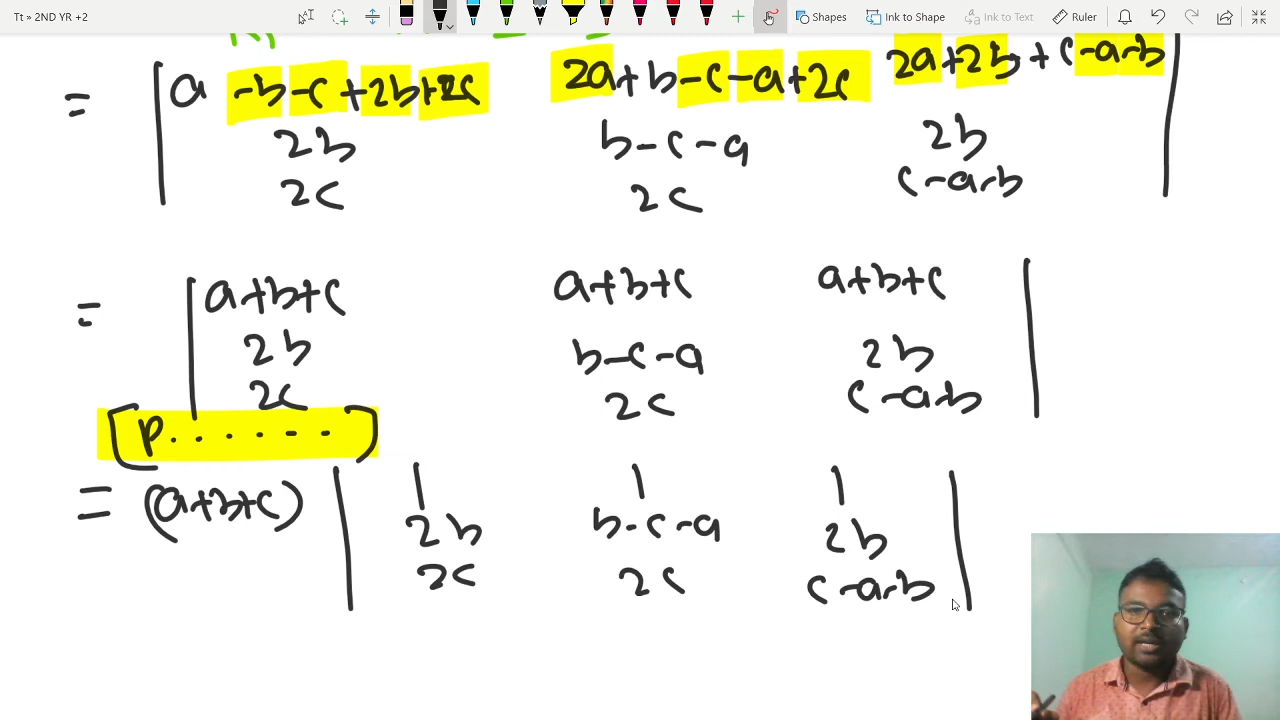 Tt » 2ND YR +2 Shapes Ink to Shape Ink to Text Ruler
= | a -b-c+2b+2c 2a+b-c-a+2c 2a+2b+c-a-b |
2b b-c-a 2b
2c 2c c-a-b
= | a+b+c a+b+c a+b+c |
2b b-c-a 2b
2c 2c c-a-b
[P. . . . . . .]
= (a+b+c) | 1 1 1 |
2b b-c-a 2b
2c 2c c-a-b